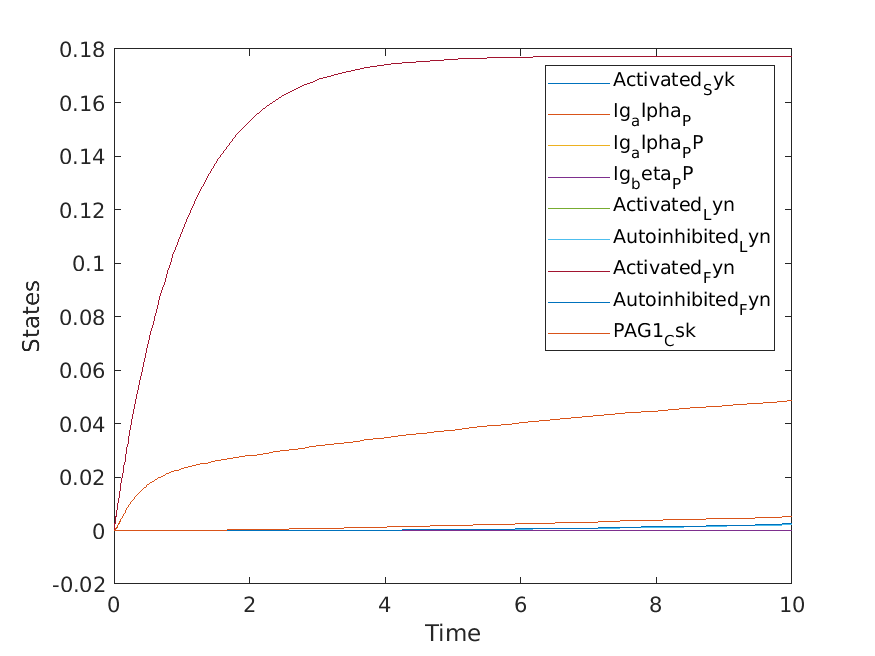 0.18
0.16
0.14
0.12
0.1
0.08
0.06
0.04
0.02
0
-0.02
States
0 2 4 6 8 10
Time
Activated_Syk
Ig_alpha_P
Ig_alpha_PP
Ig_beta_PP
Activated_Lyn
Autoinhibited_Lyn
Activated_Fyn
Autoinhibited_Fyn
PAG1_Csk